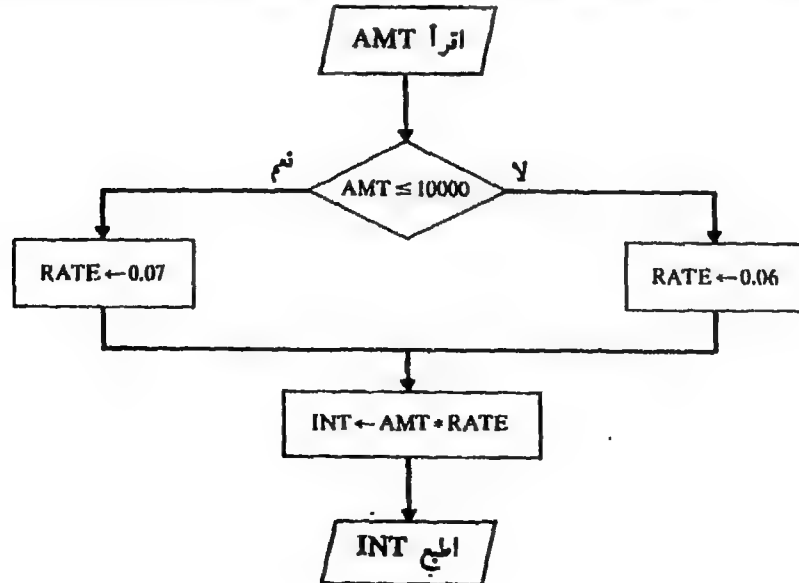 اقرأ AMT
نعم
AMT ≤ 10000
لا
RATE ← 0.07
RATE ← 0.06
INT ← AMT * RATE
اطبع INT